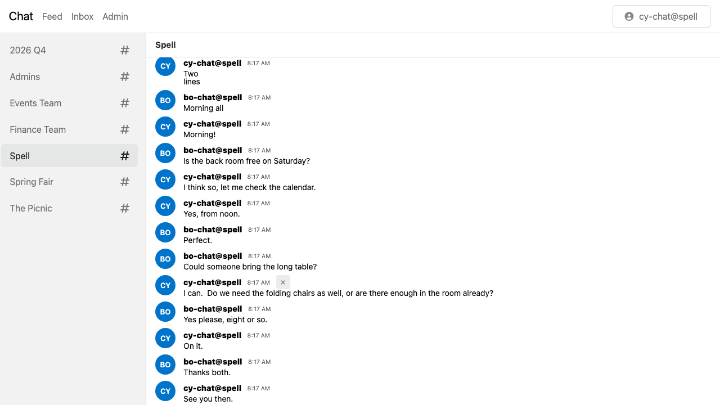 Chat Feed Inbox Admin cy-chat@spell
2026 Q4 #
Admins #
Events Team #
Finance Team #
Spell #
Spring Fair #
The Picnic #
Spell
CY cy-chat@spell 8:17 AM
Two
lines
BO bo-chat@spell 8:17 AM
Morning all
CY cy-chat@spell 8:17 AM
Morning!
BO bo-chat@spell 8:17 AM
Is the back room free on Saturday?
CY cy-chat@spell 8:17 AM
I think so, let me check the calendar.
CY cy-chat@spell 8:17 AM
Yes, from noon.
BO bo-chat@spell 8:17 AM
Perfect.
BO bo-chat@spell 8:17 AM
Could someone bring the long table?
CY cy-chat@spell 8:17 AM ×
I can.  Do we need the folding chairs as well, or are there enough in the room already?
BO bo-chat@spell 8:17 AM
Yes please, eight or so.
CY cy-chat@spell 8:17 AM
On it.
BO bo-chat@spell 8:17 AM
Thanks both.
CY cy-chat@spell 8:17 AM
See you then.